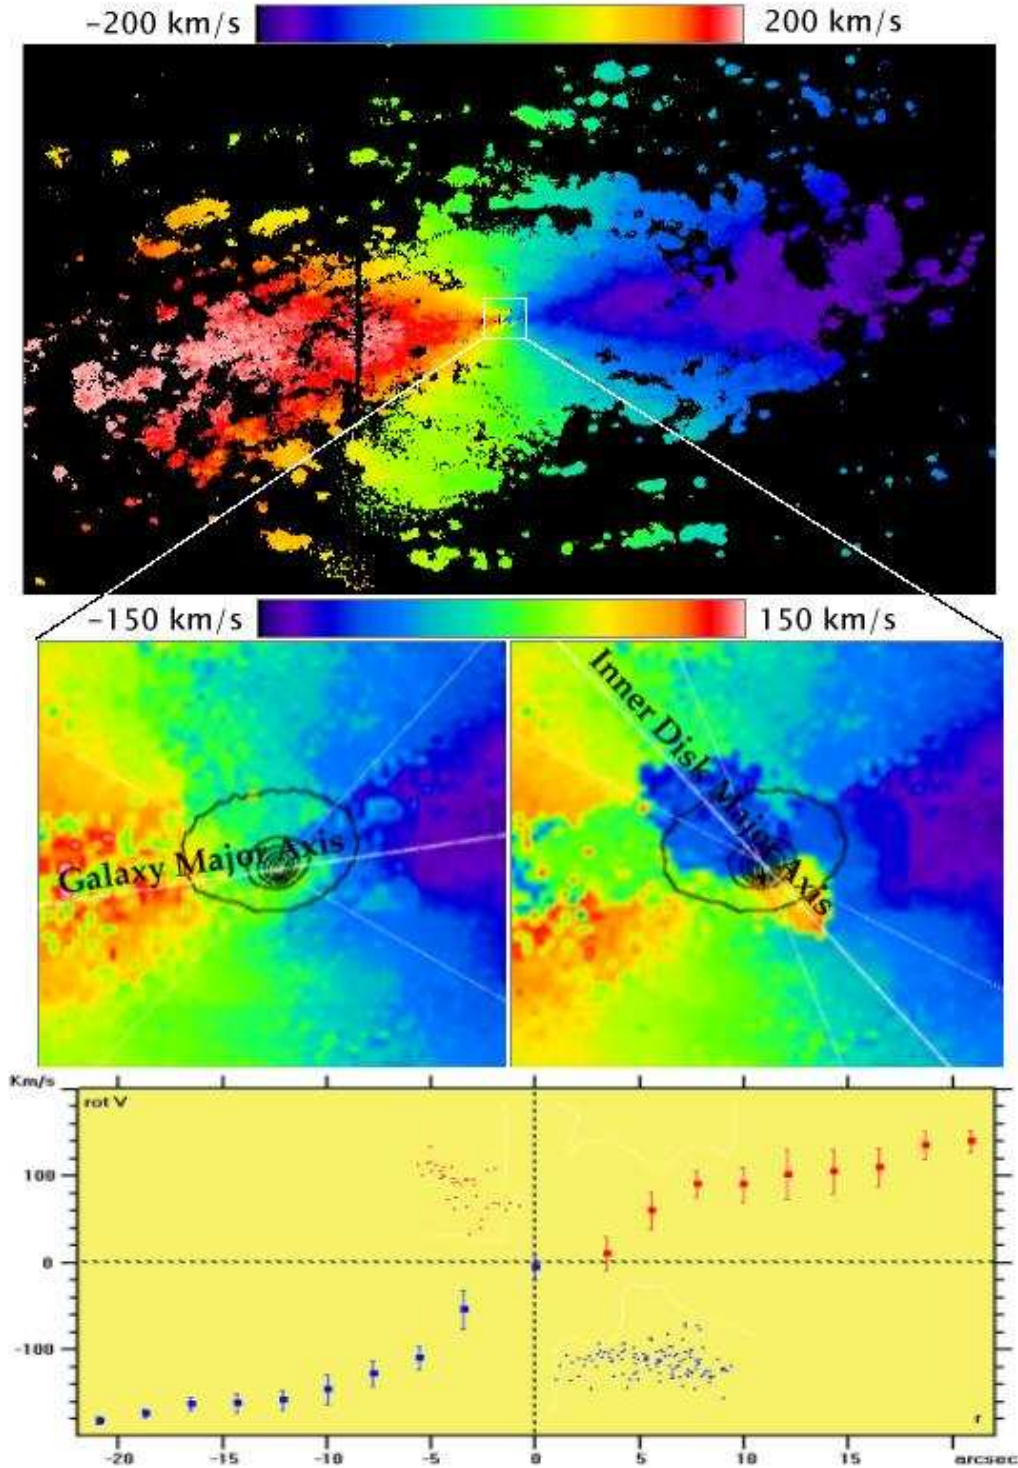 -200 km/s 200 km/s
-150 km/s 150 km/s
Galaxy Major Axis
Inner Disk Major Axis
Km/s
rot V
100
0
-100
r
-20 -15 -10 -5 0 5 10 15 arcsec